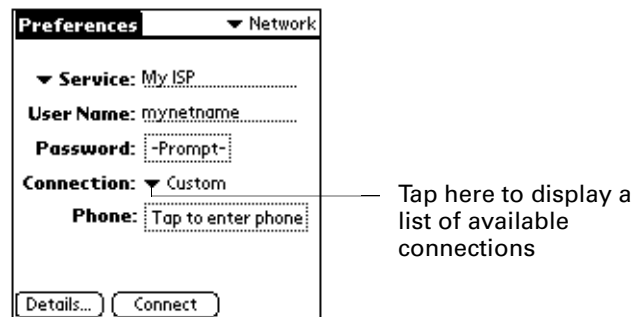 Preferences Network
Service: My ISP
User Name: mynetname
Password: -Prompt-
Connection: Custom
Phone: Tap to enter phone
Details... Connect
Tap here to display a
list of available
connections